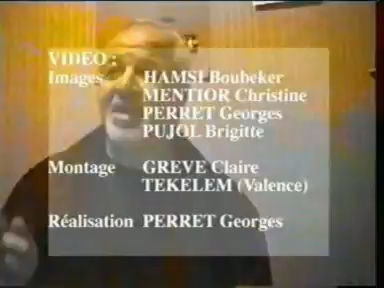 VIDEO :
Images HAMSI Boubeker
MENTIOR Christine
PERRET Georges
PUJOL Brigitte
Montage GREVE Claire
TEKELEM (Valence)
Réalisation PERRET Georges